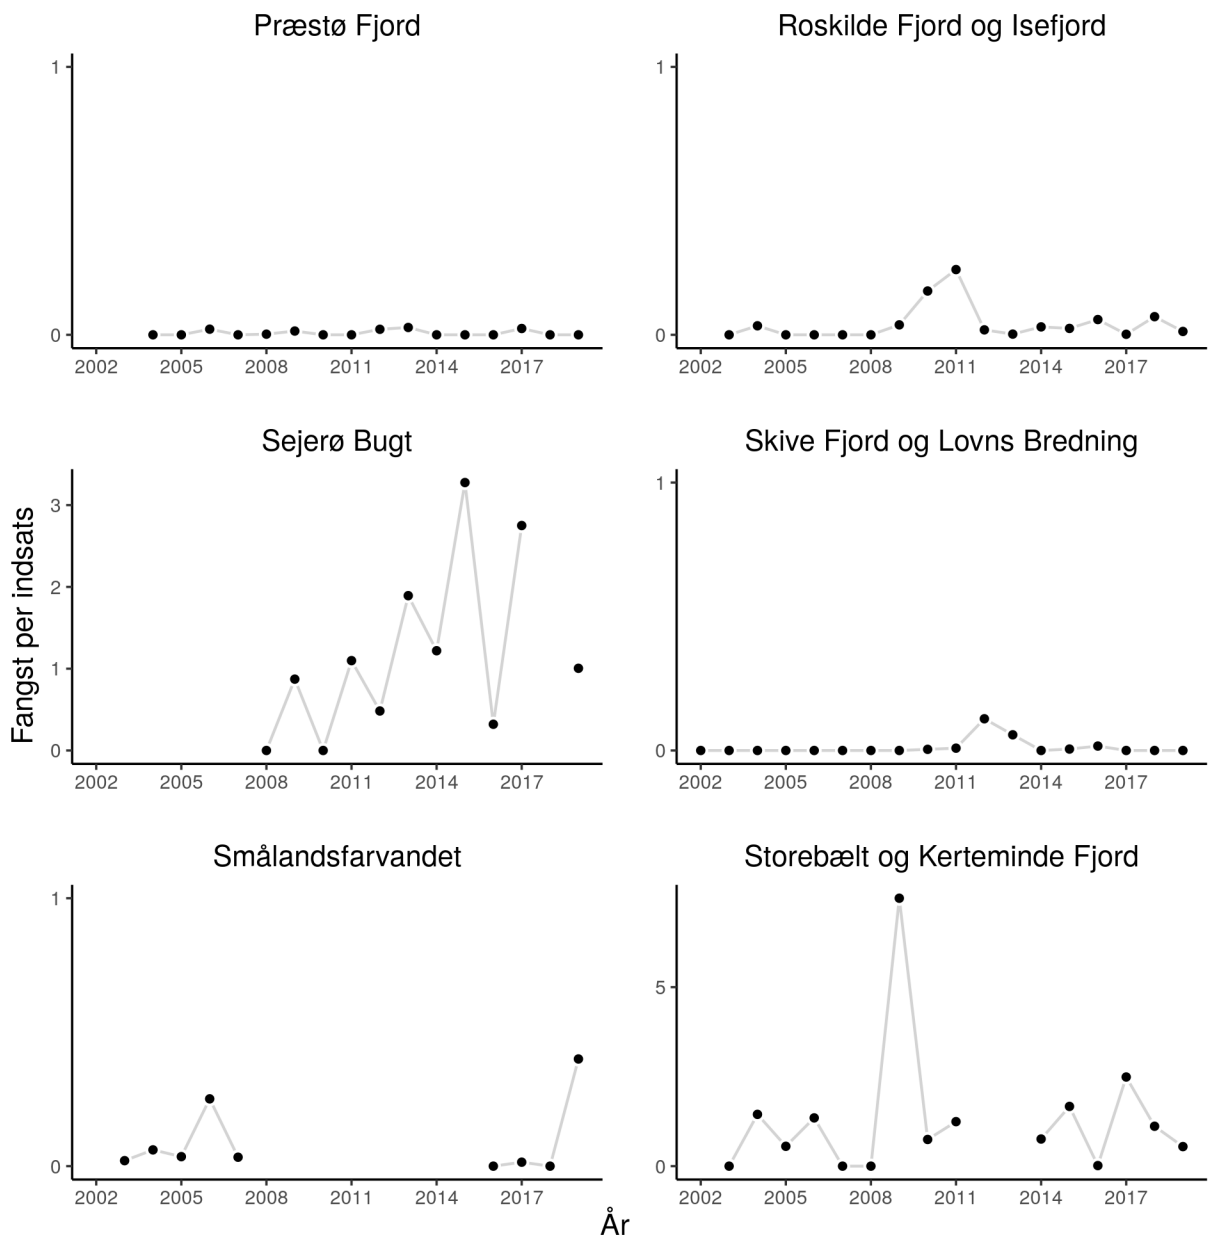 Præstø Fjord
Roskilde Fjord og Isefjord
1
0
2002 2005 2008 2011 2014 2017
1
0
2002 2005 2008 2011 2014 2017
Sejerø Bugt
Skive Fjord og Lovns Bredning
Fangst per indsats
3
2
1
0
2002 2005 2008 2011 2014 2017
1
0
2002 2005 2008 2011 2014 2017
Smålandsfarvandet
Storebælt og Kerteminde Fjord
1
0
2002 2005 2008 2011 2014 2017
5
0
2002 2005 2008 2011 2014 2017
År